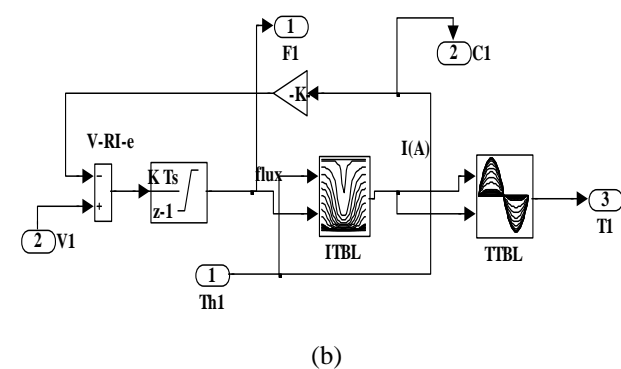 1
F1
2
C1
-K-
V-RI-e
−
+
K Ts
z-1
flux
I(A)
ITBL
TTBL
3
T1
2
V1
1
Th1
(b)